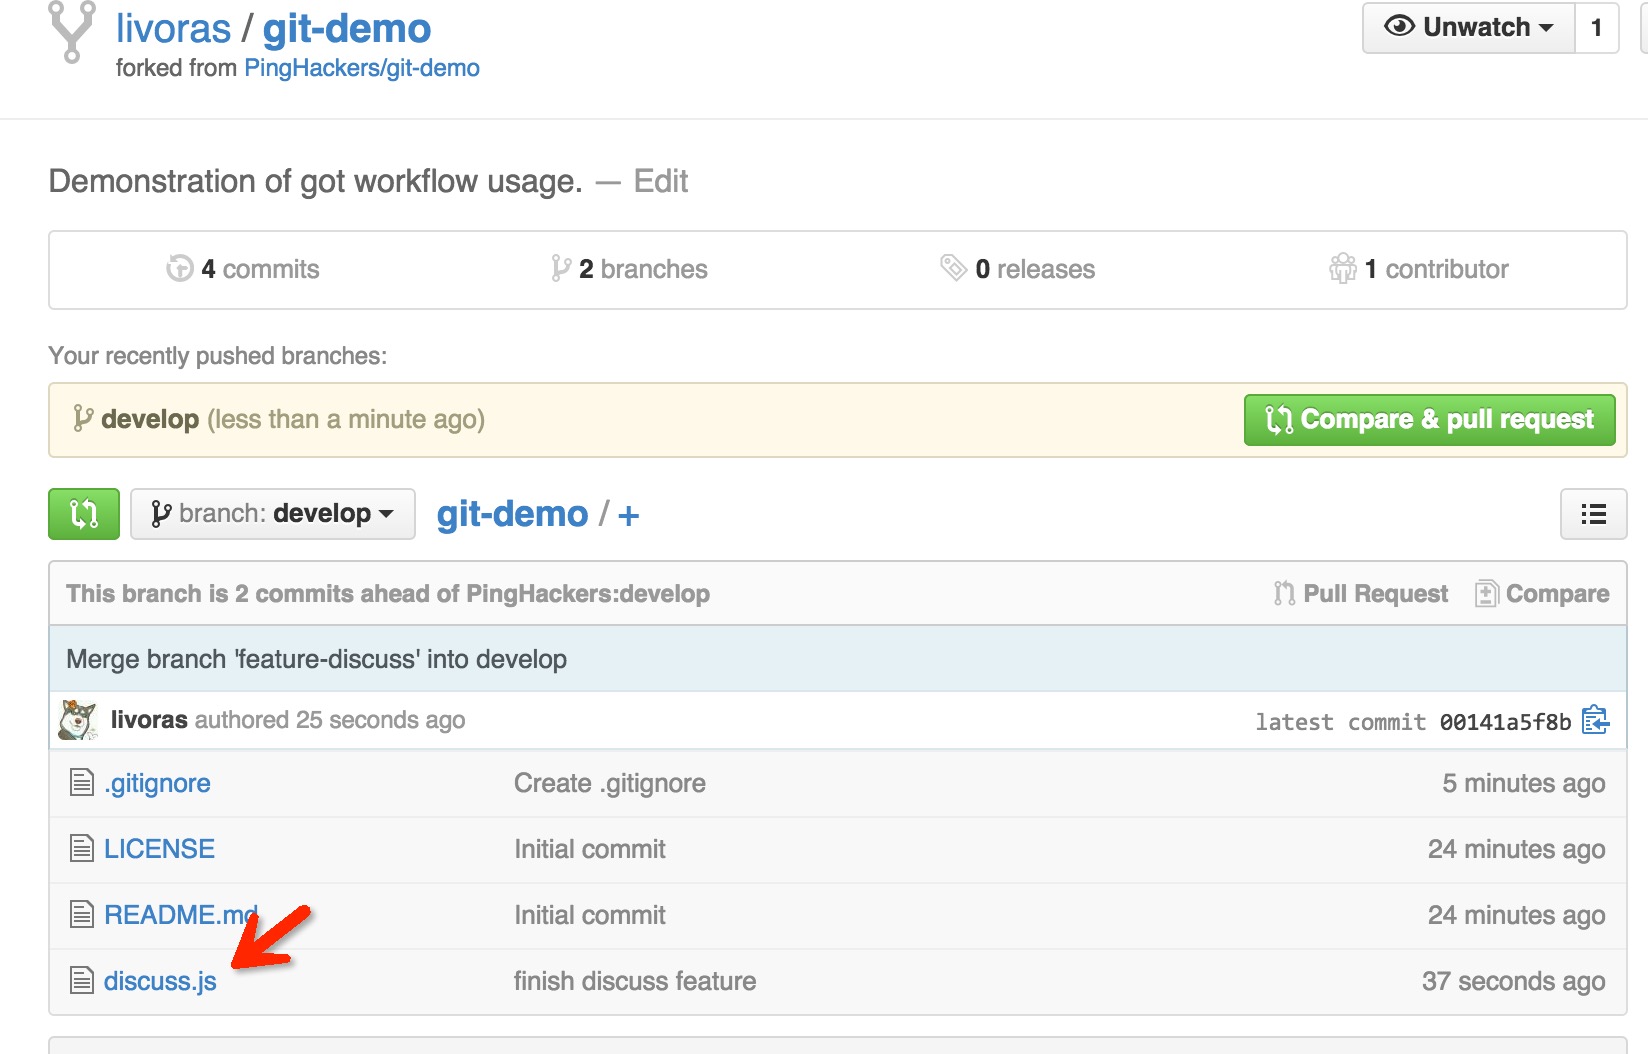 livoras / git-demo
Unwatch 1
forked from PingHackers/git-demo
Demonstration of got workflow usage. — Edit
4 commits 2 branches 0 releases 1 contributor
Your recently pushed branches:
develop (less than a minute ago) Compare & pull request
branch: develop git-demo / +
This branch is 2 commits ahead of PingHackers:develop Pull Request Compare
Merge branch 'feature-discuss' into develop
livoras authored 25 seconds ago latest commit 00141a5f8b
.gitignore Create .gitignore 5 minutes ago
LICENSE Initial commit 24 minutes ago
README.md Initial commit 24 minutes ago
discuss.js finish discuss feature 37 seconds ago